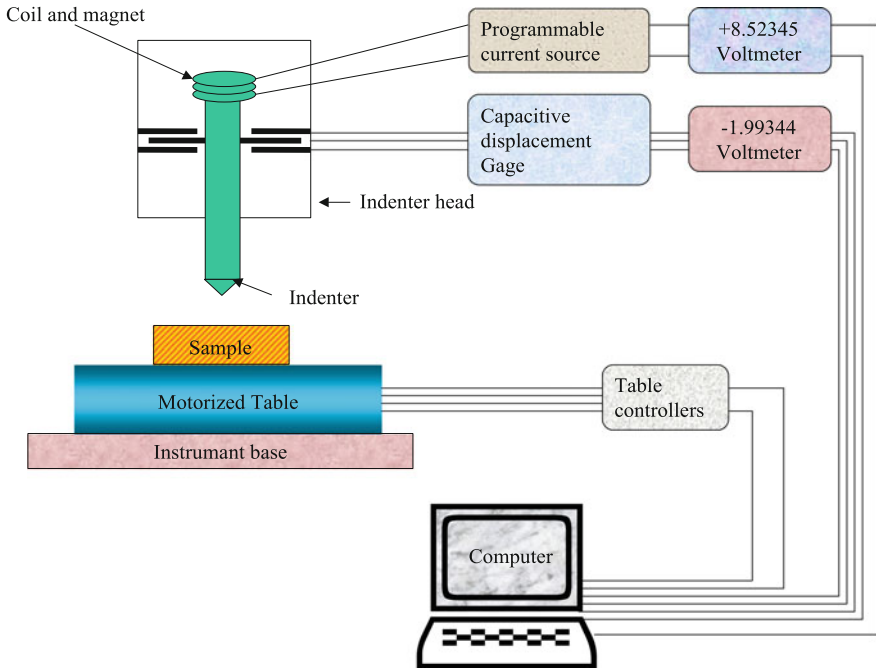 Coil and magnet
Programmable
current source
+8.52345
Voltmeter
Capacitive
displacement
Gage
-1.99344
Voltmeter
Indenter head
Indenter
Sample
Motorized Table
Table
controllers
Instrumant base
Computer